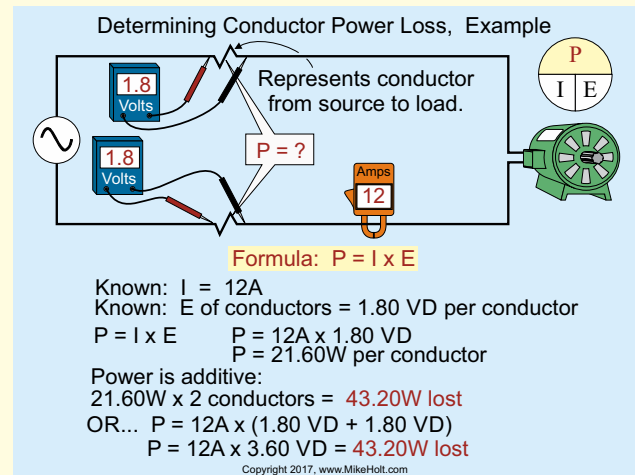 Determining Conductor Power Loss, Example
1.8
Volts
Represents conductor
from source to load.
P
I E
1.8
Volts
P = ?
Amps
12
Formula: P = I x E
Known: I = 12A
Known: E of conductors = 1.80 VD per conductor
P = I x E P = 12A x 1.80 VD
P = 21.60W per conductor
Power is additive:
21.60W x 2 conductors = 43.20W lost
OR... P = 12A x (1.80 VD + 1.80 VD)
P = 12A x 3.60 VD = 43.20W lost
Copyright 2017, www.MikeHolt.com